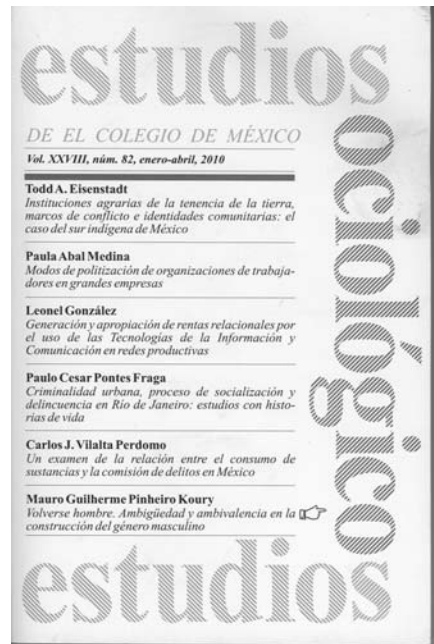 estudios
DE EL COLEGIO DE MÉXICO
Vol. XXVIII, núm. 82, enero-abril, 2010
Todd A. Eisenstadt
Instituciones agrarias de la tenencia de la tierra,
marcos de conflicto e identidades comunitarias: el
caso del sur indígena de México
Paula Abal Medina
Modos de politización de organizaciones de trabaja-
dores en grandes empresas
Leonel González
Generación y apropiación de rentas relacionales por
el uso de las Tecnologías de la Información y
Comunicación en redes productivas
Paulo Cesar Pontes Fraga
Criminalidad urbana, proceso de socialización y
delincuencia en Río de Janeiro: estudios con histo-
rias de vida
Carlos J. Vilalta Perdomo
Un examen de la relación entre el consumo de
sustancias y la comisión de delitos en México
Mauro Guilherme Pinheiro Koury
Volverse hombre. Ambigüedad y ambivalencia en la
construcción del género masculino
estudios
ociológicos